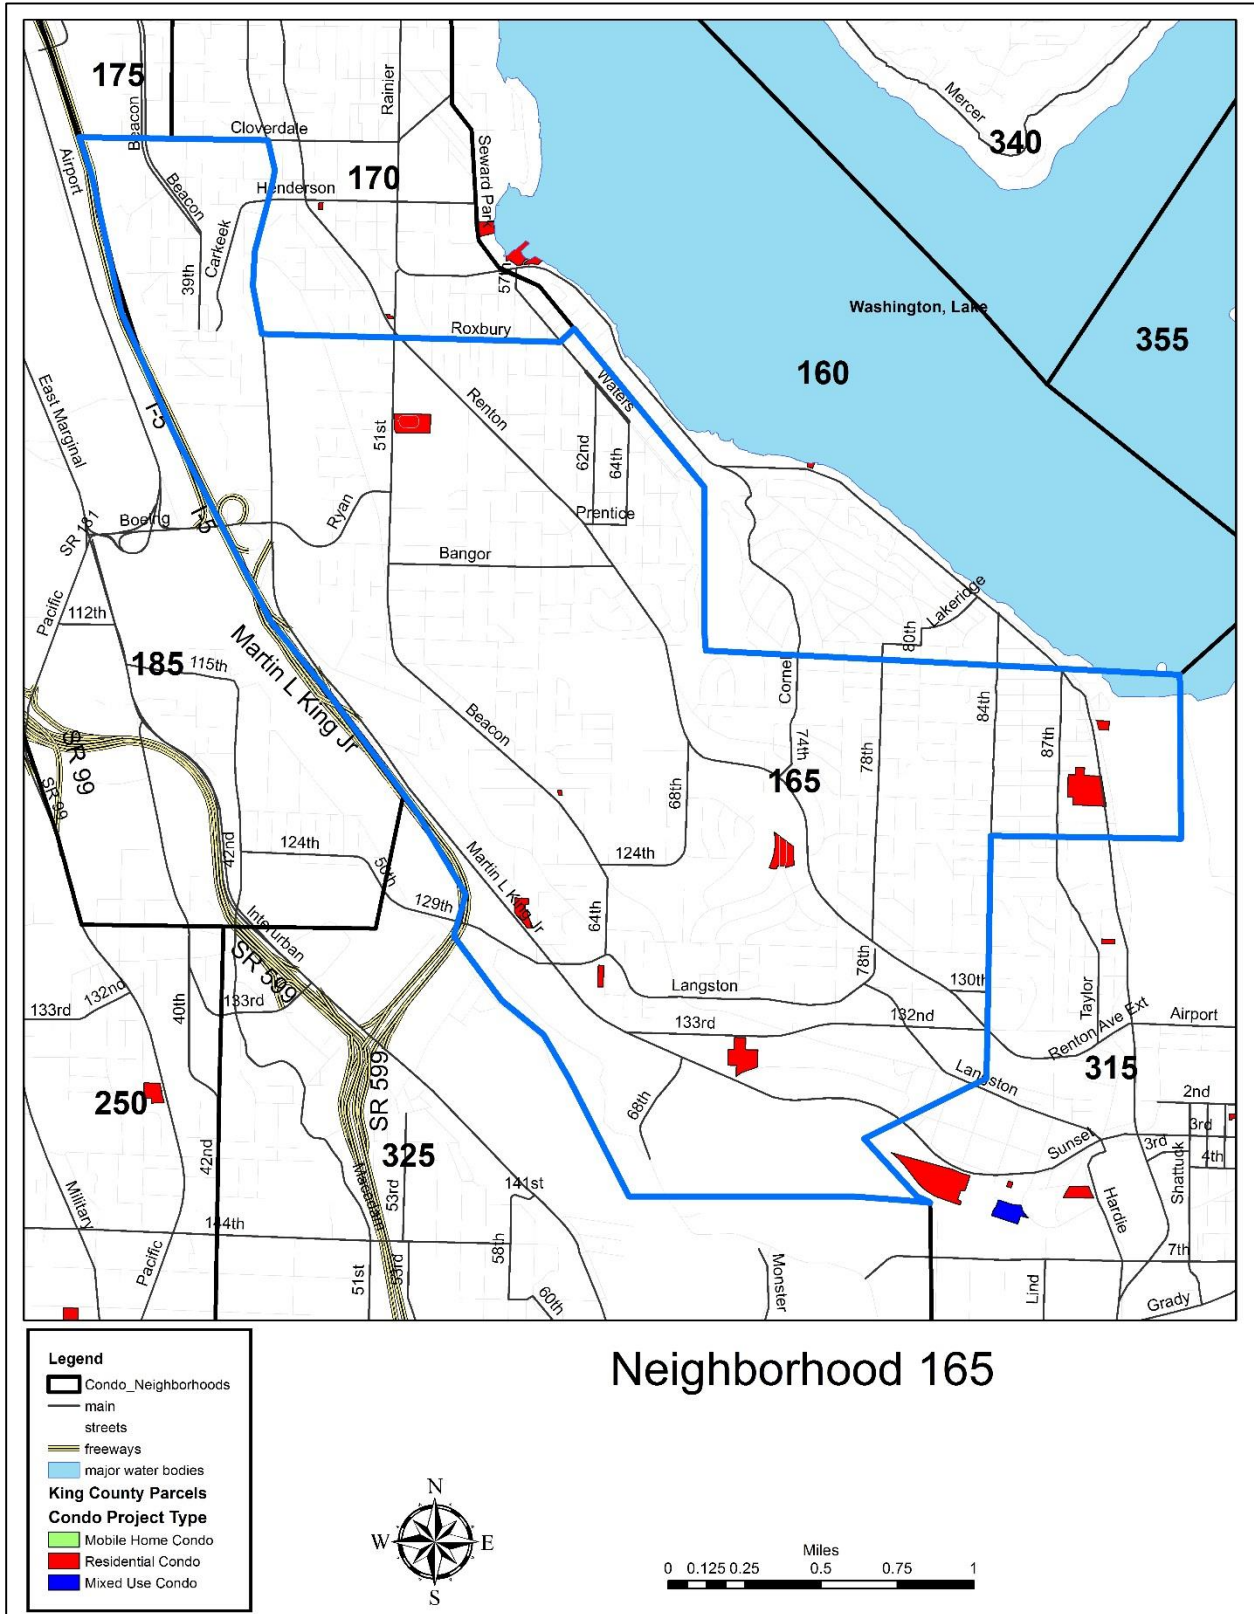 175
Beacon
Rainier
Mercer
Cloverdale
340
Airport
Beacon
170
Seward Park
Henderson
Carkeek
39th
57th
Washington, Lake
355
Roxbury
160
East Marginal
I-5
Renton
Waters
51st
62nd
64th
I-5
Ryan
Prentice
SR 181
Boeing
Bangor
Lakeridge
80th
Pacific
112th
Martin L King Jr
185
115th
Cornell
84th
Beacon
74th
78th
87th
SR 99
165
68th
SR 99
42nd
124th
50th
Martin L King Jr
124th
129th
64th
Interurban
78th
SR 599
Langston
130th
Taylor
132nd
133rd
40th
133rd
133rd
132nd
Renton Ave Ext
Airport
SR 599
Langston
315
250
2nd
68th
3rd
Sunset
3rd
4th
42nd
325
53rd
Macadam
Shattuck
Hardie
Military
141st
144th
Pacific
58th
7th
51st
53rd
Monster
Lind
60th
Grady
Neighborhood 165
Legend
Condo_Neighborhoods
main
streets
freeways
major water bodies
King County Parcels
Condo Project Type
Mobile Home Condo
Residential Condo
Mixed Use Condo
N
W E
S
Miles
0 0.125 0.25 0.5 0.75 1